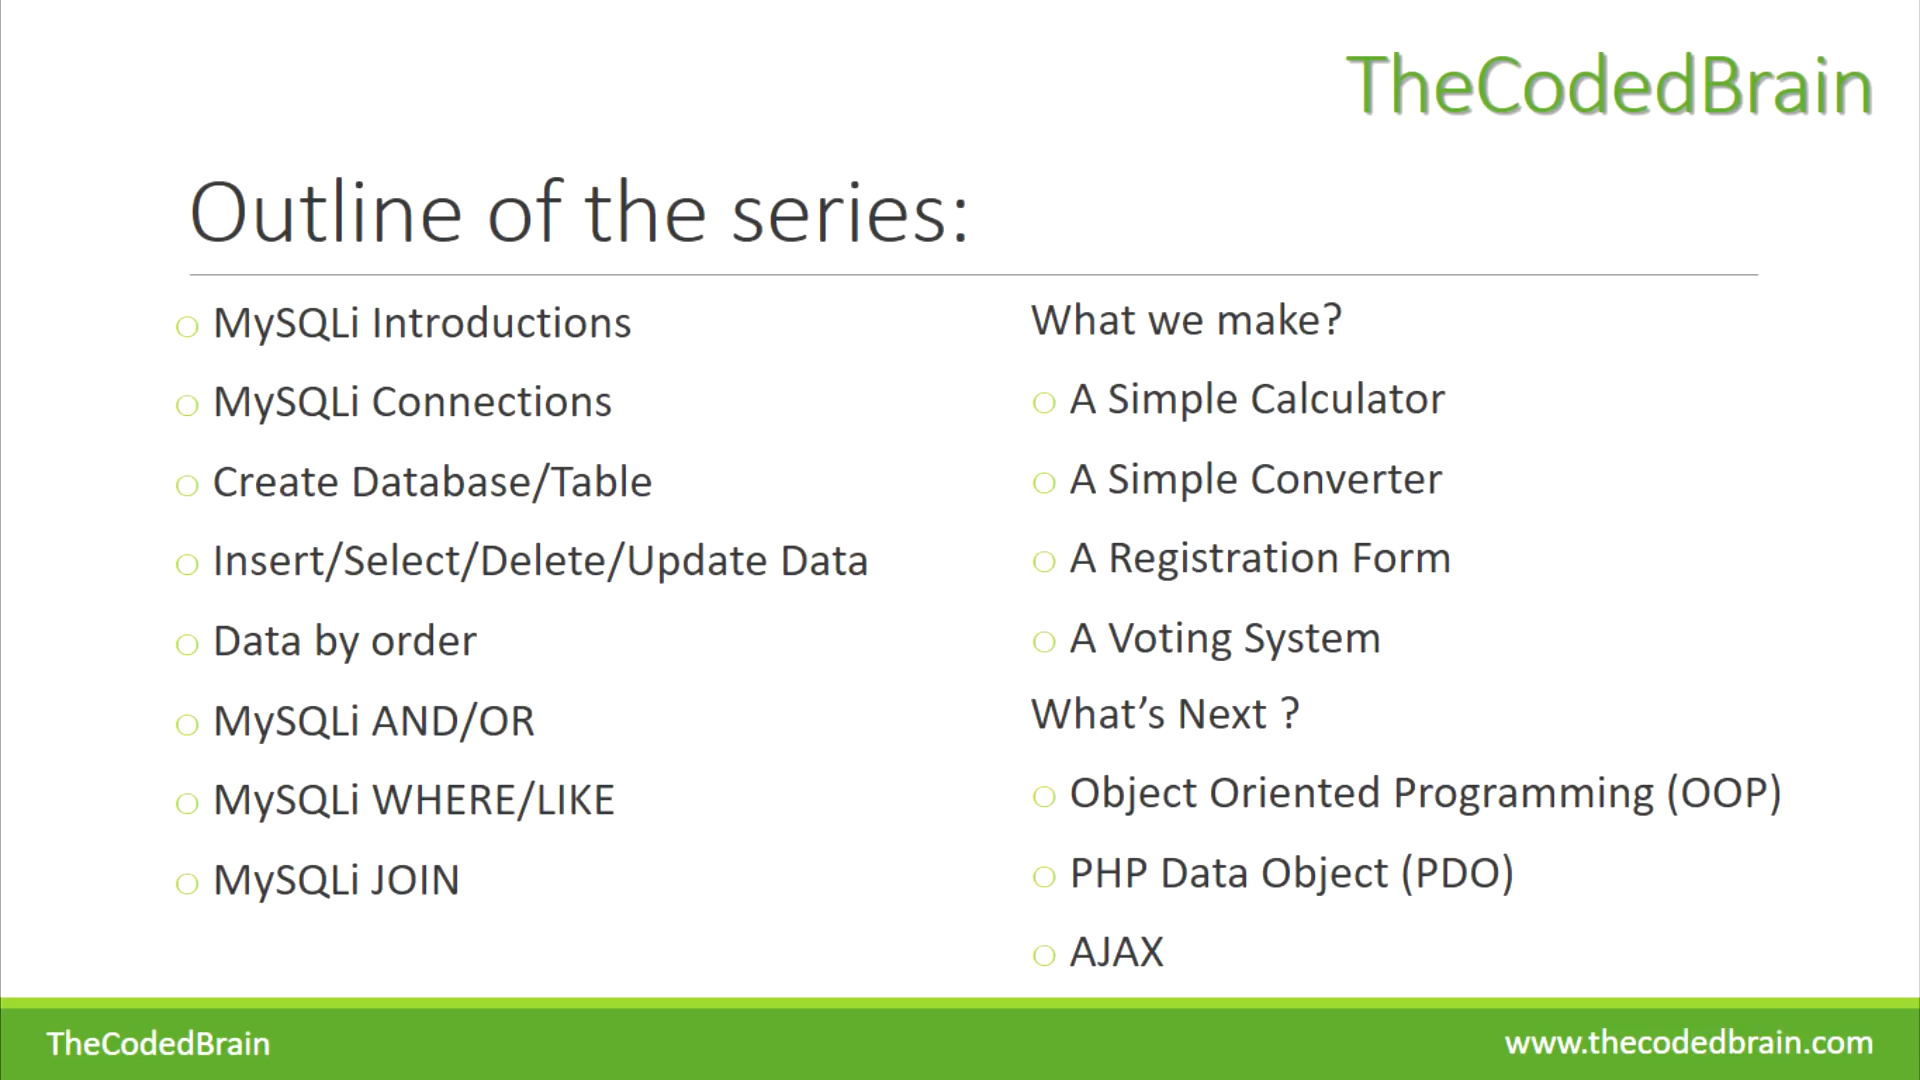 TheCodedBrain
Outline of the series:
MySQLi Introductions
MySQLi Connections
Create Database/Table
Insert/Select/Delete/Update Data
Data by order
MySQLi AND/OR
MySQLi WHERE/LIKE
MySQLi JOIN
What we make?
A Simple Calculator
A Simple Converter
A Registration Form
A Voting System
What’s Next ?
Object Oriented Programming (OOP)
PHP Data Object (PDO)
AJAX
TheCodedBrain
www.thecodedbrain.com